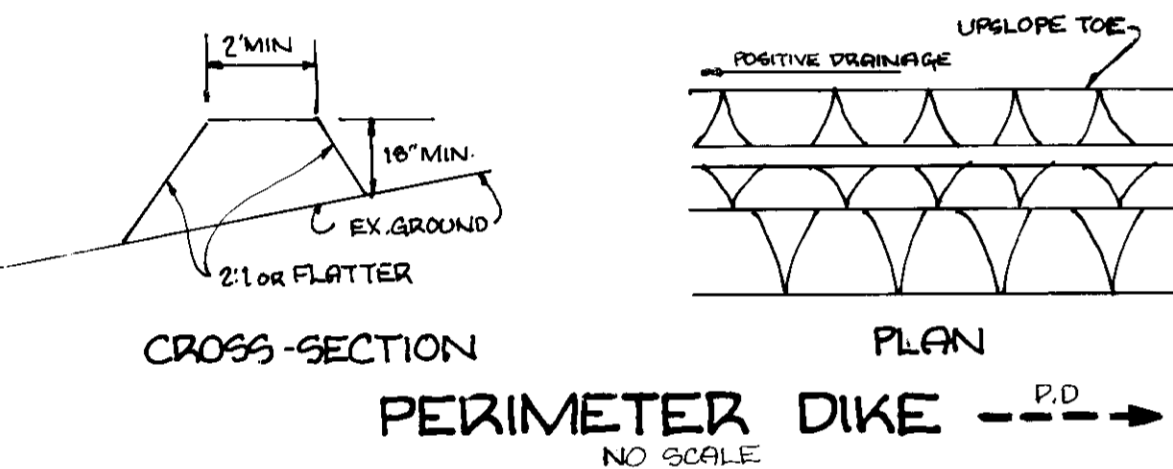 2'MIN
18"MIN.
EX.GROUND
2:1 OR FLATTER
CROSS-SECTION
UPSLOPE TOE
POSITIVE DRAINAGE
PLAN
PERIMETER DIKE
P.D
NO SCALE